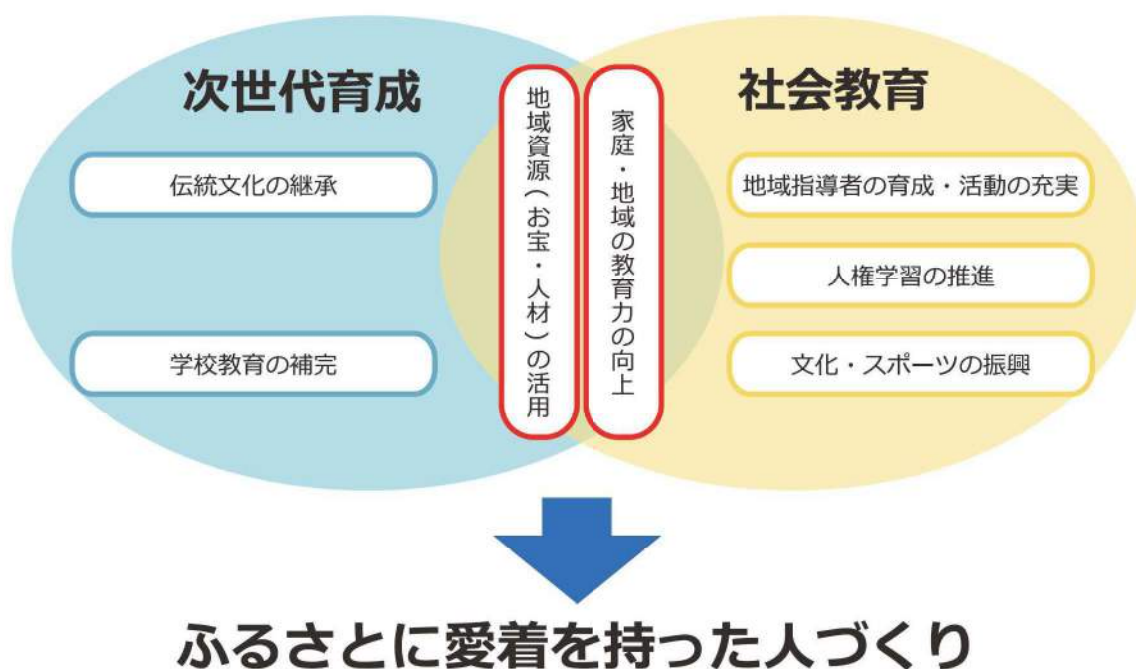 次世代育成
伝統文化の継承
学校教育の補完
地域資源(お宝・人材)の活用
家庭・地域の教育力の向上
社会教育
地域指導者の育成・活動の充実
人権学習の推進
文化・スポーツの振興
ふるさとに愛着を持った人づくり